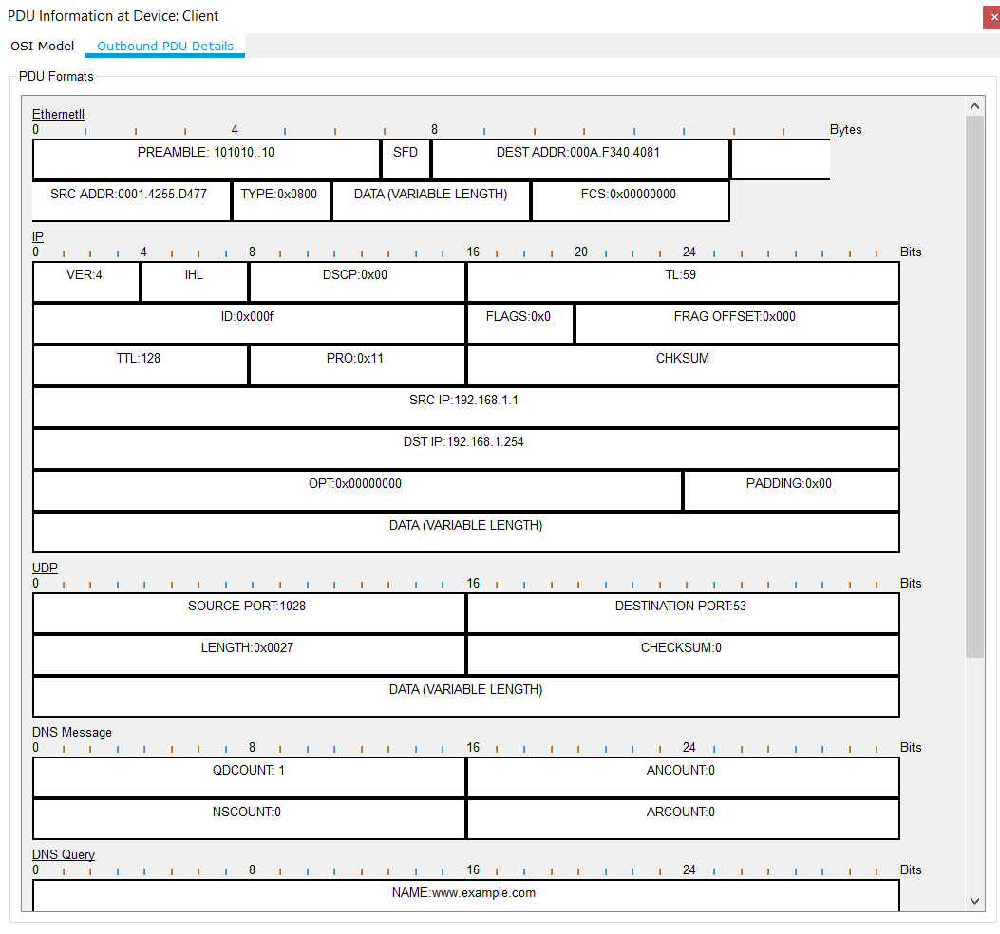 PDU Information at Device: Client
OSI Model Outbound PDU Details
PDU Formats
EthernetII
0 4 8 Bytes
PREAMBLE: 101010..10 SFD DEST ADDR:000A.F340.4081
SRC ADDR:0001.4255.D477 TYPE:0x0800 DATA (VARIABLE LENGTH) FCS:0x00000000
IP
0 4 8 16 20 24 Bits
VER:4 IHL DSCP:0x00 TL:59
ID:0x000f FLAGS:0x0 FRAG OFFSET:0x000
TTL:128 PRO:0x11 CHKSUM
SRC IP:192.168.1.1
DST IP:192.168.1.254
OPT:0x00000000 PADDING:0x00
DATA (VARIABLE LENGTH)
UDP
0 16 Bits
SOURCE PORT:1028 DESTINATION PORT:53
LENGTH:0x0027 CHECKSUM:0
DATA (VARIABLE LENGTH)
DNS Message
0 8 16 24 Bits
QDCOUNT: 1 ANCOUNT:0
NSCOUNT:0 ARCOUNT:0
DNS Query
0 8 16 24 Bits
NAME:www.example.com